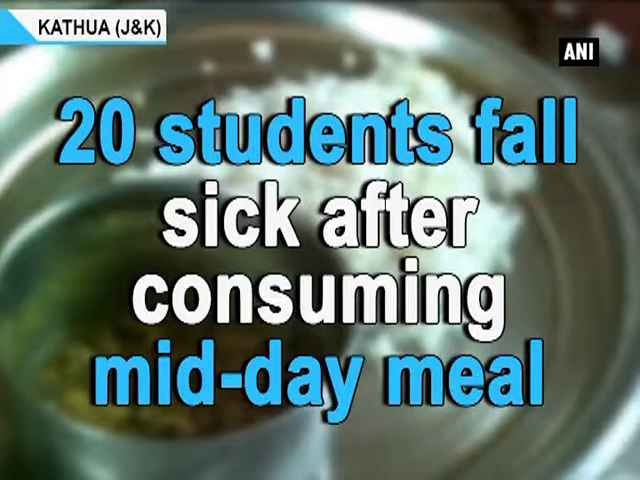 KATHUA (J&K)
ANI
20 students fall
sick after
consuming
mid-day meal